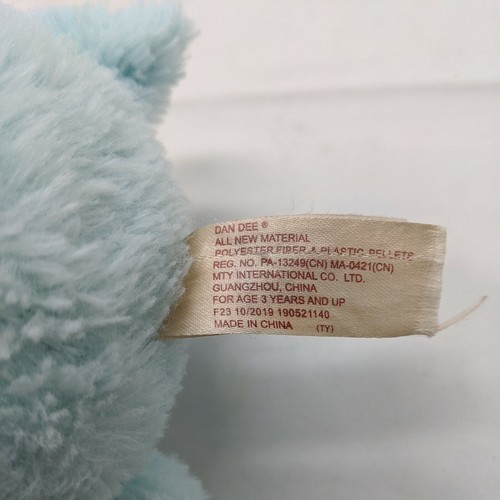 DAN DEE ®
ALL NEW MATERIAL
POLYESTER FIBER & PLASTIC PELLETS
REG. NO. PA-13249(CN) MA-0421(CN)
MTY INTERNATIONAL CO. LTD.
GUANGZHOU, CHINA
FOR AGE 3 YEARS AND UP
F23 10/2019 190521140
MADE IN CHINA (TY)